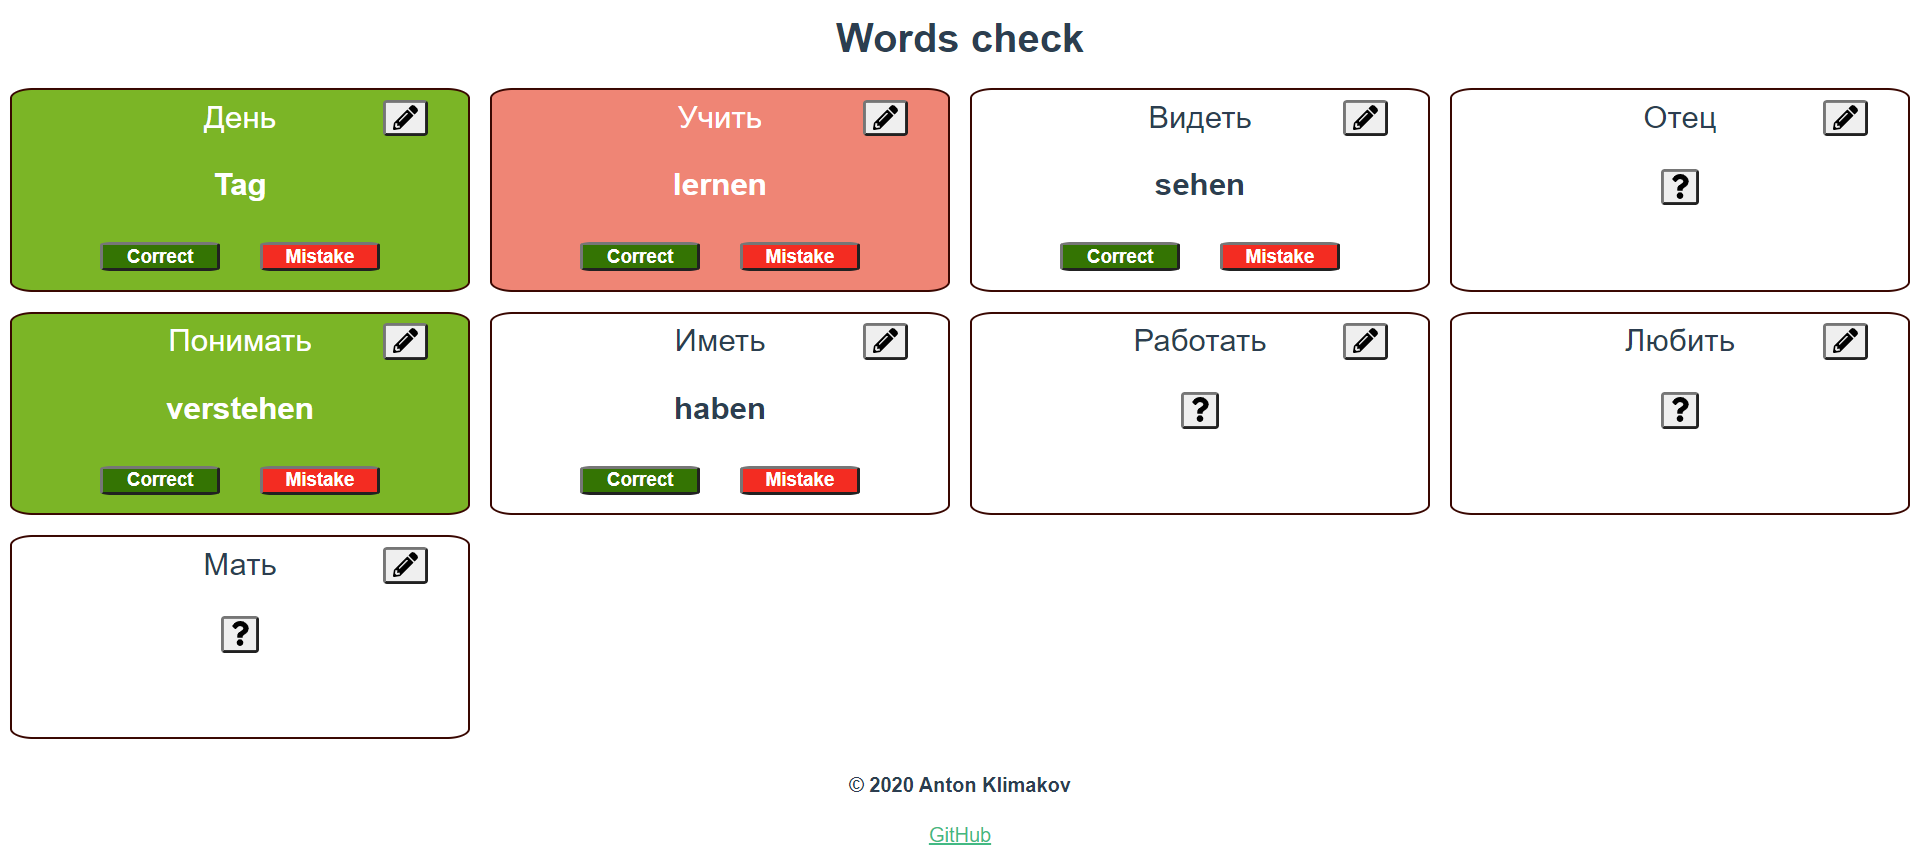 Words check
День
Tag
Correct Mistake
Учить
lernen
Correct Mistake
Видеть
sehen
Correct Mistake
Отец
?
Понимать
verstehen
Correct Mistake
Иметь
haben
Correct Mistake
Работать
?
Любить
?
Мать
?
© 2020 Anton Klimakov
GitHub